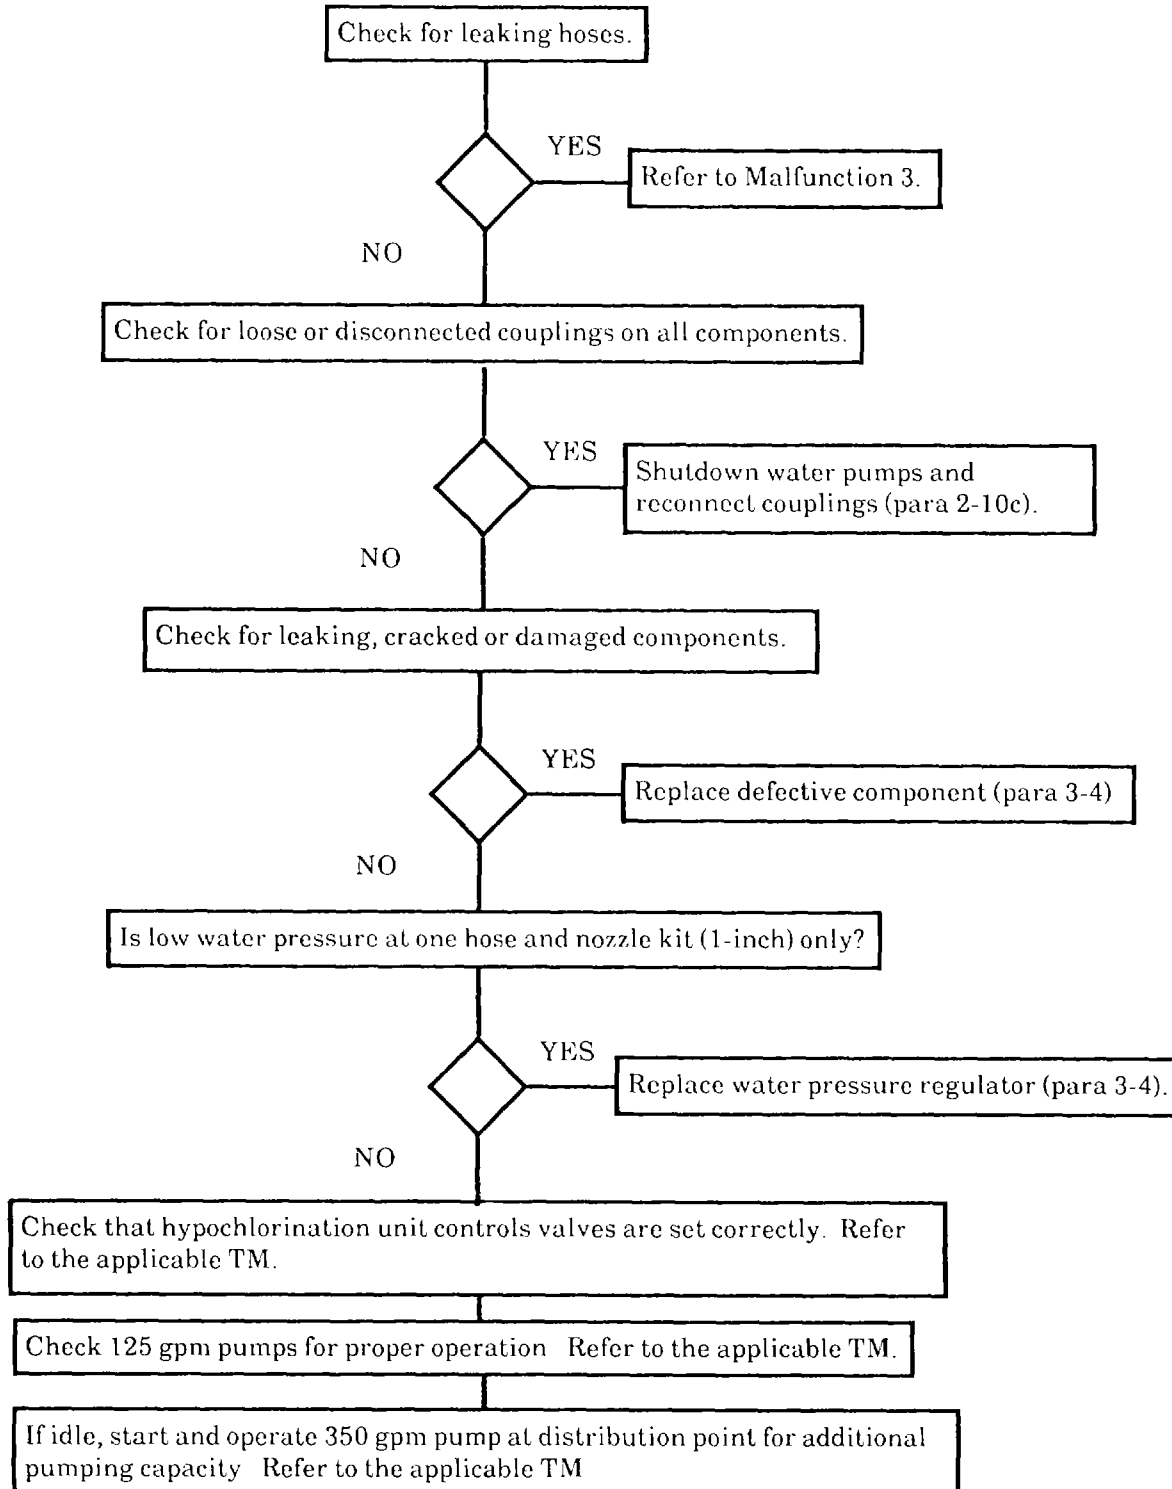 Check for leaking hoses.
YES
Refer to Malfunction 3.
NO
Check for loose or disconnected couplings on all components.
YES
Shutdown water pumps and
reconnect couplings (para 2-10c).
NO
Check for leaking, cracked or damaged components.
YES
Replace defective component (para 3-4)
NO
Is low water pressure at one hose and nozzle kit (1-inch) only?
YES
Replace water pressure regulator (para 3-4).
NO
Check that hypochlorination unit controls valves are set correctly. Refer
to the applicable TM.
Check 125 gpm pumps for proper operation Refer to the applicable TM.
If idle, start and operate 350 gpm pump at distribution point for additional
pumping capacity Refer to the applicable TM